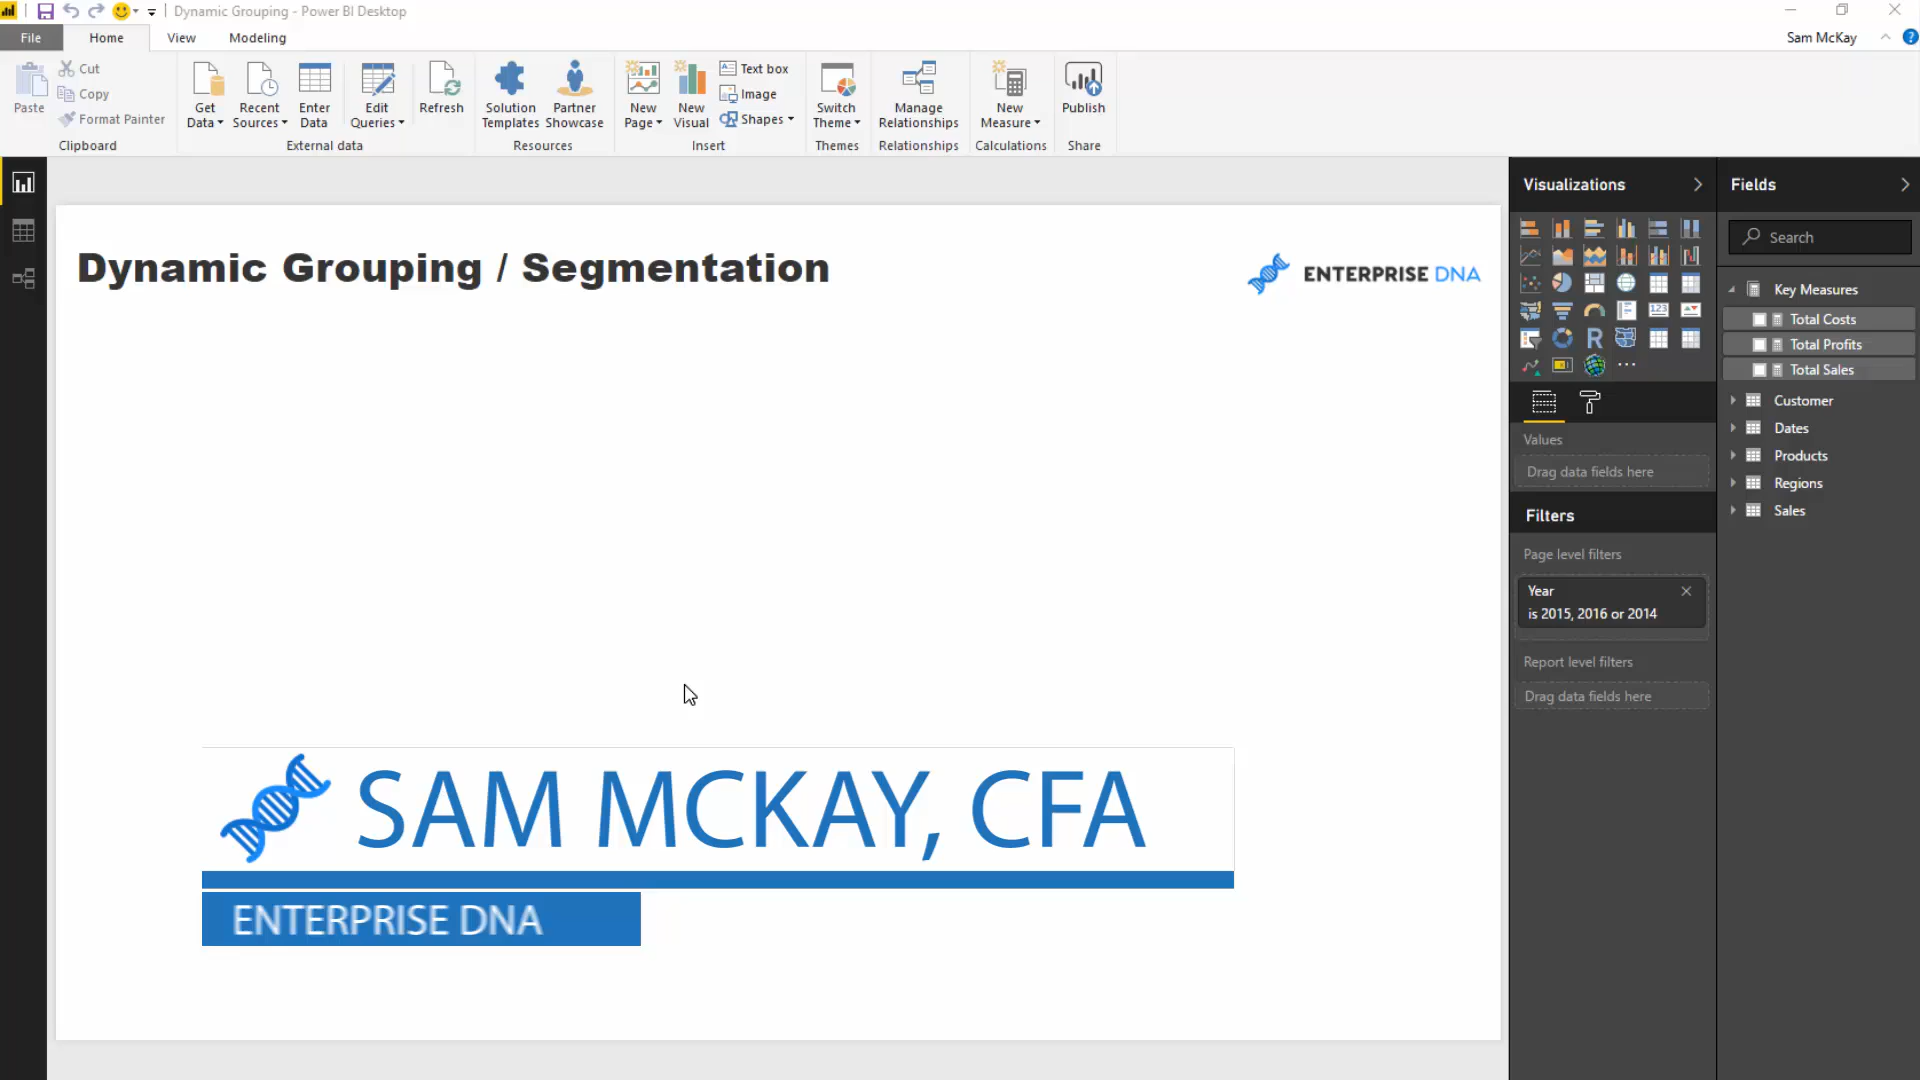 Dynamic Grouping - Power BI Desktop
File
Home
View
Modeling
Sam McKay
Paste
Cut
Copy
Format Painter
Clipboard
Get Data
Recent Sources
Enter Data
Edit Queries
Refresh
External data
Solution Templates
Partner Showcase
Resources
New Page
New Visual
Text box
Image
Shapes
Insert
Switch Theme
Themes
Manage Relationships
Relationships
New Measure
Calculations
Publish
Share
Dynamic Grouping / Segmentation
ENTERPRISE DNA
SAM MCKAY, CFA
ENTERPRISE DNA
Visualizations
R
123
Values
Drag data fields here
Filters
Page level filters
Year
is 2015, 2016 or 2014
Report level filters
Drag data fields here
Fields
Search
Key Measures
Total Costs
Total Profits
Total Sales
Customer
Dates
Products
Regions
Sales